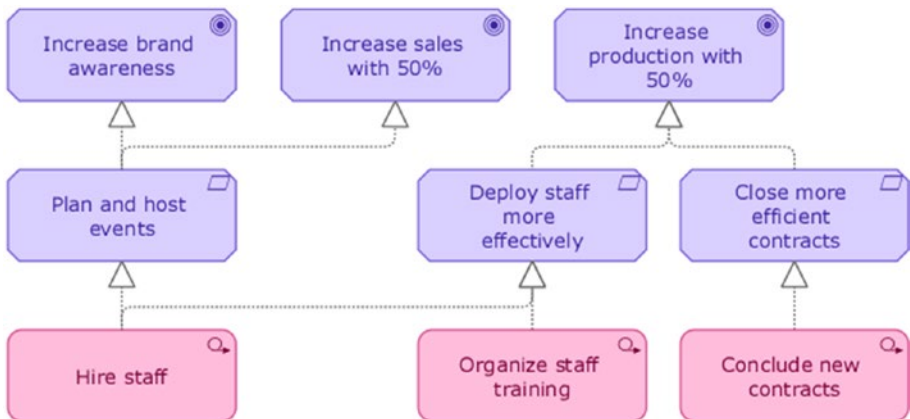 Increase brand
awareness
Increase sales
with 50%
Increase
production with
50%
Plan and host
events
Deploy staff
more
effectively
Close more
efficient
contracts
Hire staff
Organize staff
training
Conclude new
contracts